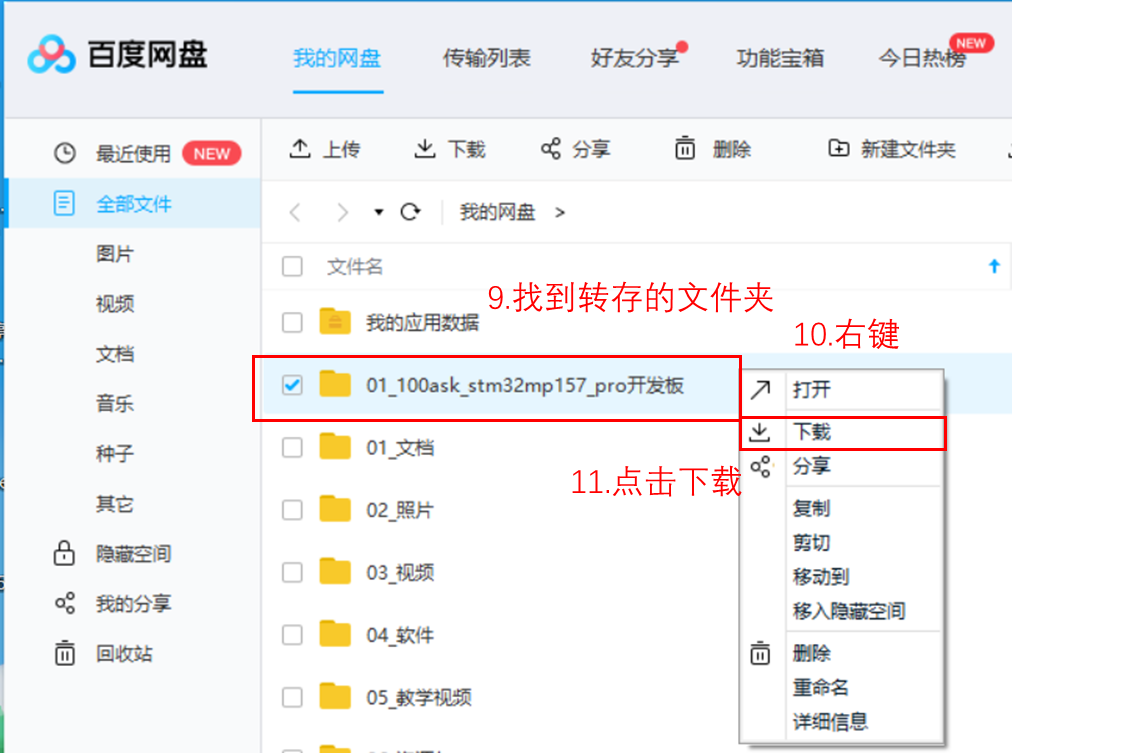 百度网盘
我的网盘 传输列表 好友分享 功能宝箱 今日热榜 NEW
最近使用 NEW
全部文件
图片
视频
文档
音乐
种子
其它
隐藏空间
我的分享
回收站
上传 下载 分享 删除 新建文件夹
我的网盘 >
文件名
9.找到转存的文件夹
我的应用数据
10.右键
01_100ask_stm32mp157_pro开发板
01_文档
11.点击下载
02_照片
03_视频
04_软件
05_教学视频
打开
下载
分享
复制
剪切
移动到
移入隐藏空间
删除
重命名
详细信息